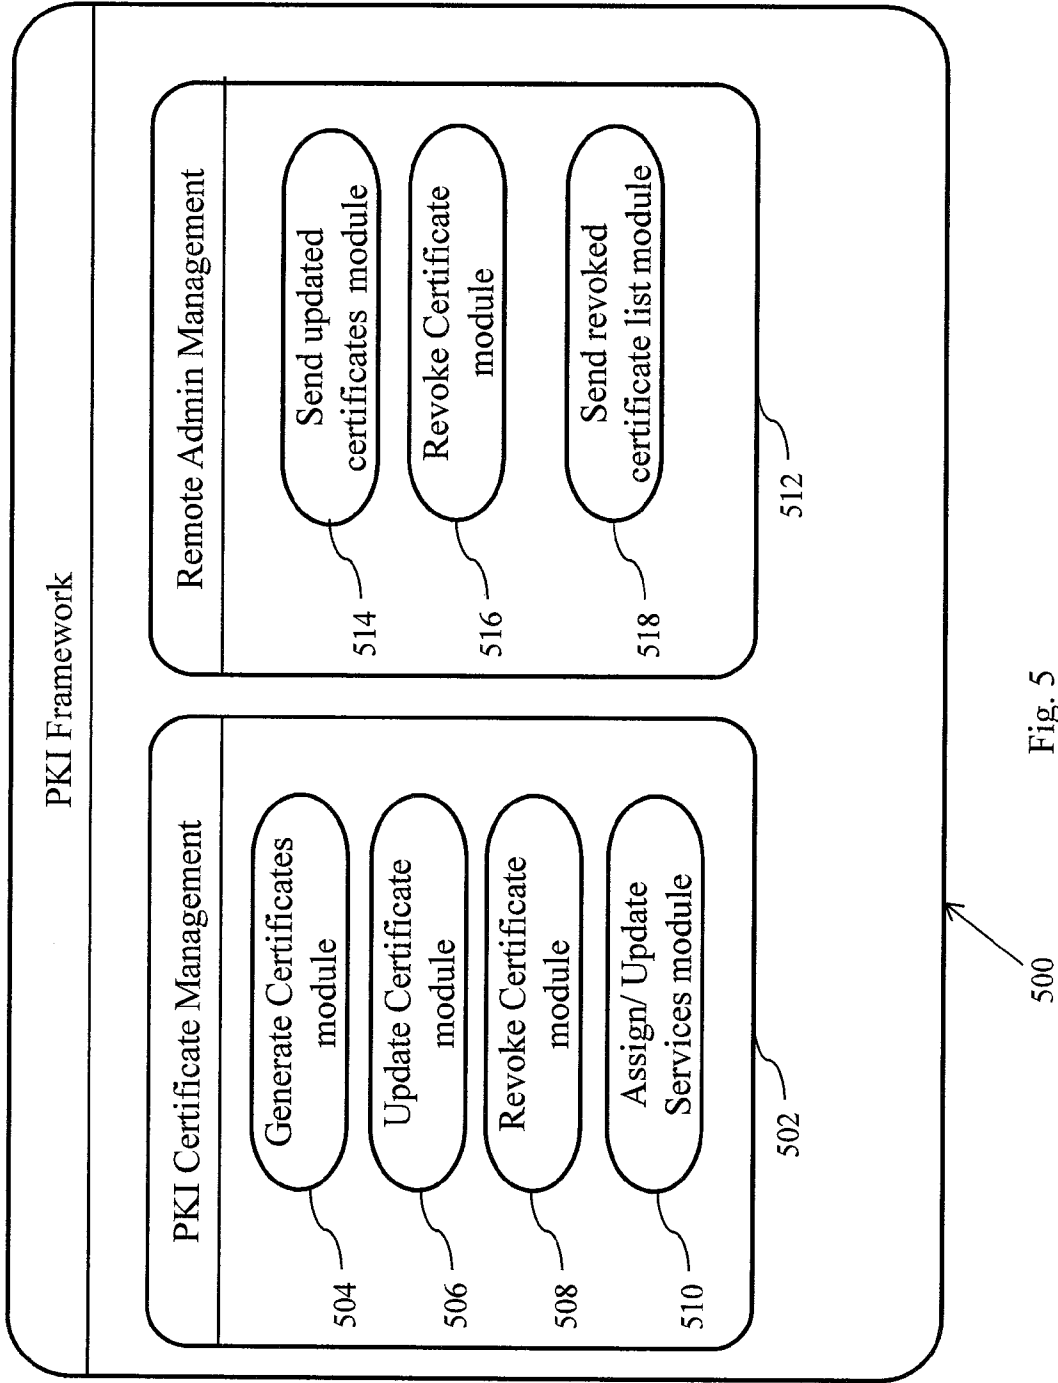 PKI Framework
PKI Certificate Management
Generate Certificates
module
504
Update Certificate
module
506
Revoke Certificate
module
508
Assign/ Update
Services module
510
502
Remote Admin Management
Send updated
certificates module
514
Revoke Certificate
module
516
Send revoked
certificate list module
518
512
500
Fig. 5